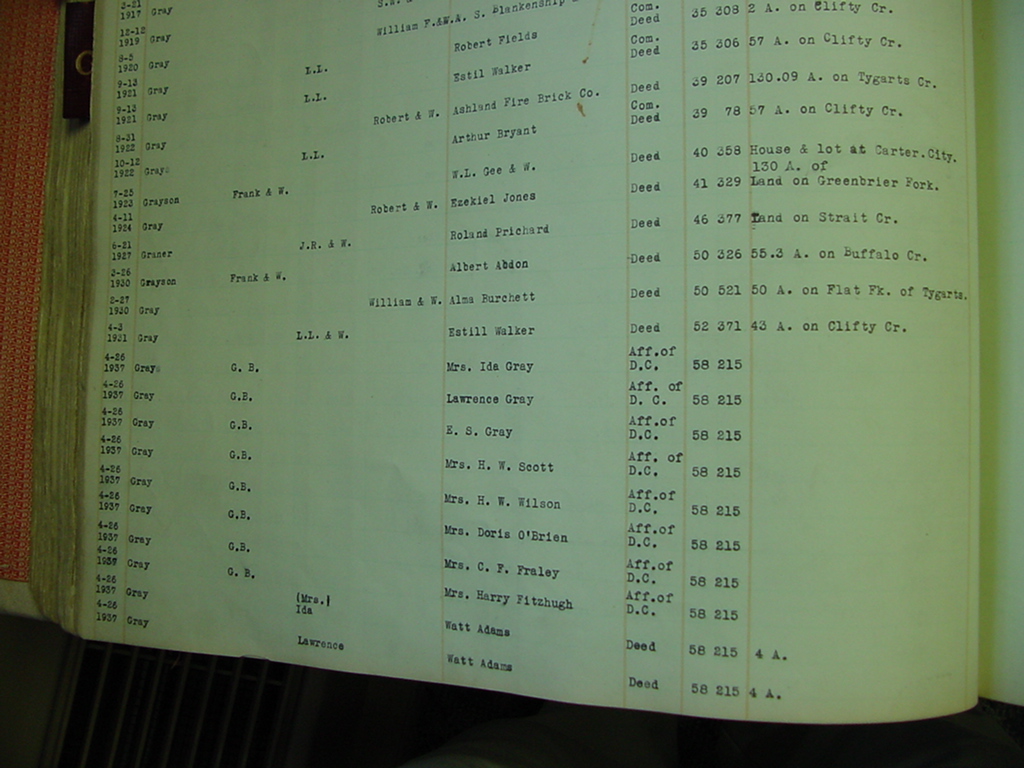 3-21
1917 Gray
12-12
1919 Gray
8-5
1920 Gray William F.&W. A. S. Blankenship
9-13 Com.
1921 Gray L.L. Robert Fields Deed 35 308 2 A. on Clifty Cr.
9-13 Com.
1921 Gray L.L. Estil Walker Deed 35 306 57 A. on Clifty Cr.
8-31
1922 Gray Robert & W. Ashland Fire Brick Co. Deed 39 207 130.09 A. on Tygarts Cr.
10-12 Com.
1922 Grays L.L. Arthur Bryant Deed 39 78 57 A. on Clifty Cr.
7-25
1923 Grayson Frank & W. W.L. Gee & W. Deed 40 358 House & lot at Carter.City.
4-11 130 A. of
1924 Gray Robert & W. Ezekiel Jones Deed 41 329 Land on Greenbrier Fork.
6-21
1927 Graner J.R. & W. Roland Prichard Deed 46 377 Land on Strait Cr.
3-26
1930 Grayson Frank & W. Albert Abdon Deed 50 326 55.3 A. on Buffalo Cr.
2-27
1930 Gray William & W. Alma Burchett Deed 50 521 50 A. on Flat Fk. of Tygarts.
4-3
1931 Gray L.L. & W. Estill Walker Deed 52 371 43 A. on Clifty Cr.
4-26 Aff.of
1937 Grays G. B. Mrs. Ida Gray D.C. 58 215
4-26 Aff. of
1937 Gray G.B. Lawrence Gray D. C. 58 215
4-26 Aff.of
1937 Gray G.B. E. S. Gray D.C. 58 215
4-26 Aff. of
1937 Gray G.B. Mrs. H. W. Scott D.C. 58 215
4-26 Aff.of
1937 Gray G.B. Mrs. H. W. Wilson D.C. 58 215
4-26 Aff.of
1937 Gray G.B. Mrs. Doris O'Brien D.C. 58 215
4-26 Aff.of
1937 Gray G.B. Mrs. C. F. Fraley D.C. 58 215
4-26 Aff.of
1937 Gray G. B. Mrs. Harry Fitzhugh D.C. 58 215
4-26 (Mrs.)
1937 Gray Ida Watt Adams Deed 58 215 4 A.
4-26
1937 Gray Lawrence Watt Adams Deed 58 215 4 A.